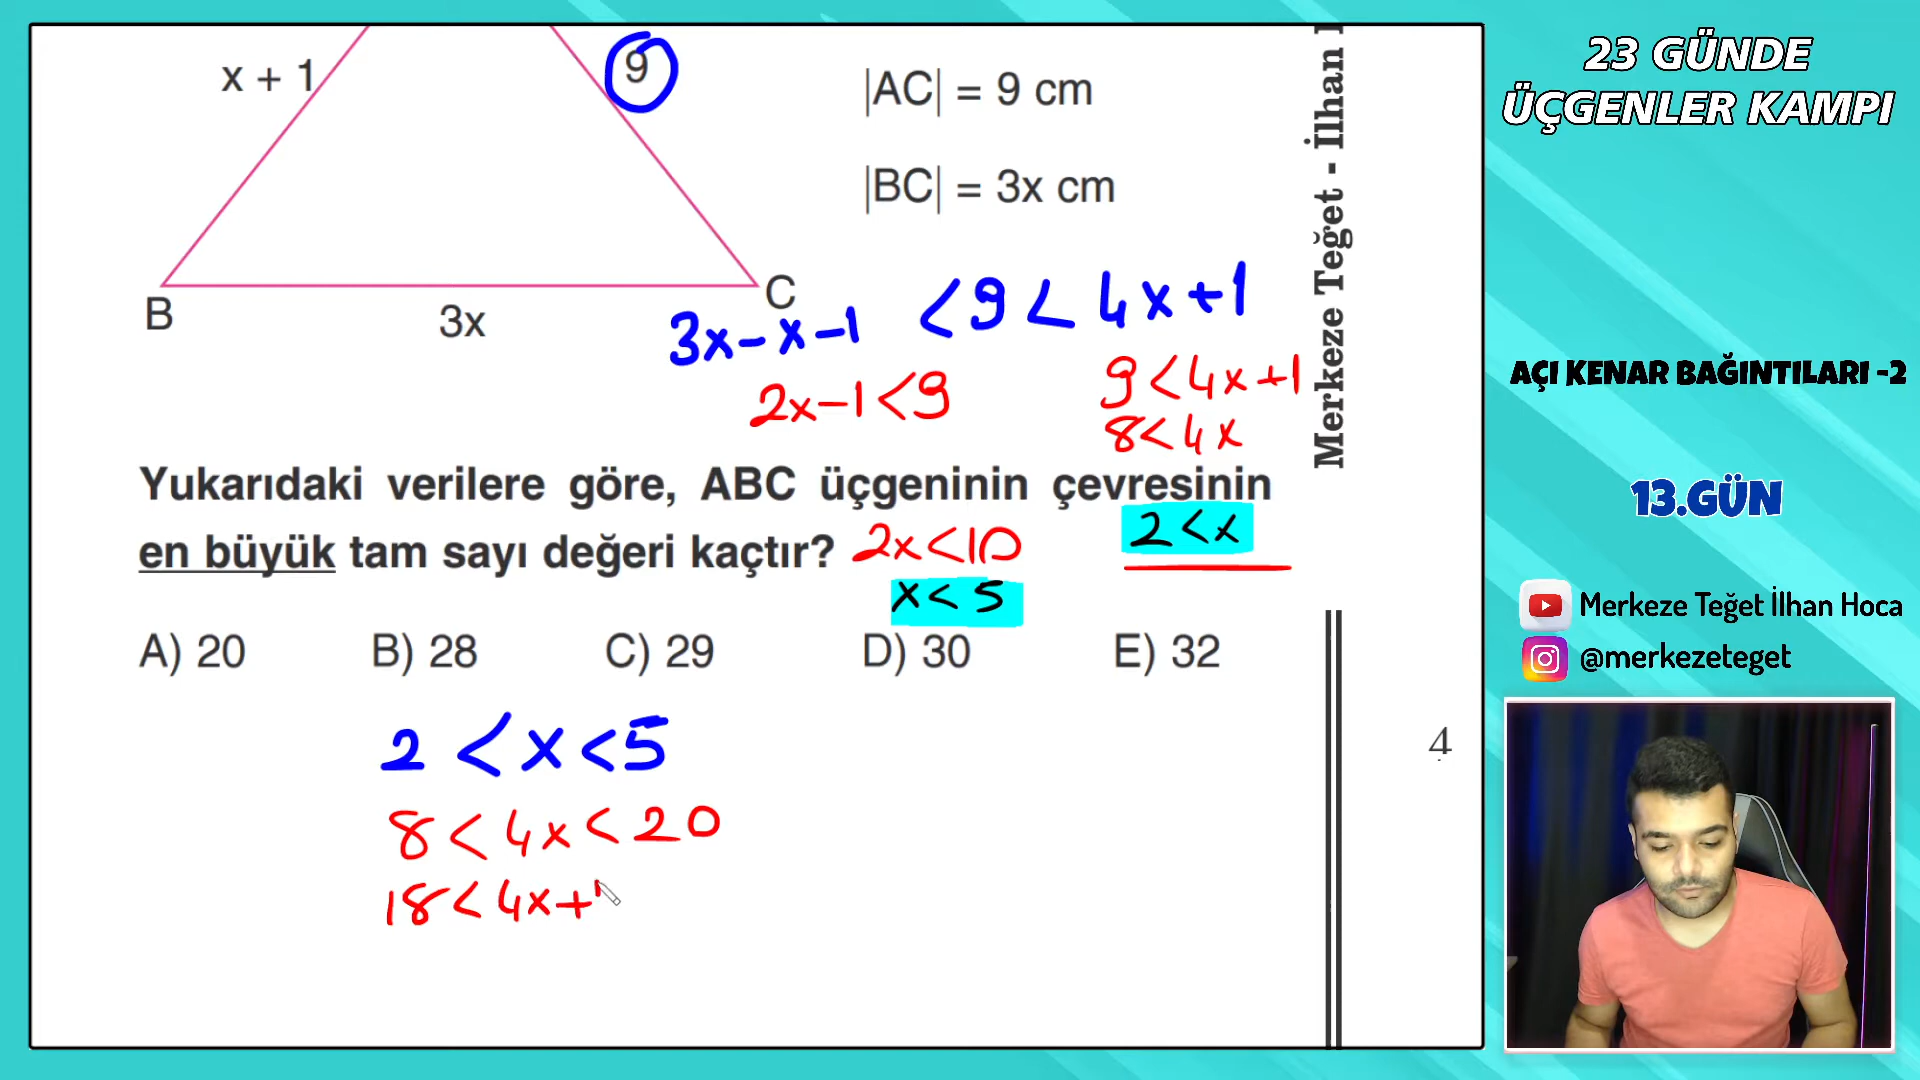 23 GÜNDE
ÜÇGENLER KAMPI
x + 1
9
|AC| = 9 cm
|BC| = 3x cm
B
3x
C
3x-x-1 <9< 4x+1
2x-1<9
9<4x+1
8<4x
Yukarıdaki verilere göre, ABC üçgeninin çevresinin
en büyük tam sayı değeri kaçtır?
2x<10
2<x
x<5
A) 20 B) 28 C) 29 D) 30 E) 32
2 <x<5
8<4x<20
18<4x+1
4
Merkeze Teğet - İlhan
AÇI KENAR BAĞINTILARI -2
13.GÜN
Merkeze Teğet İlhan Hoca
@merkezeteget